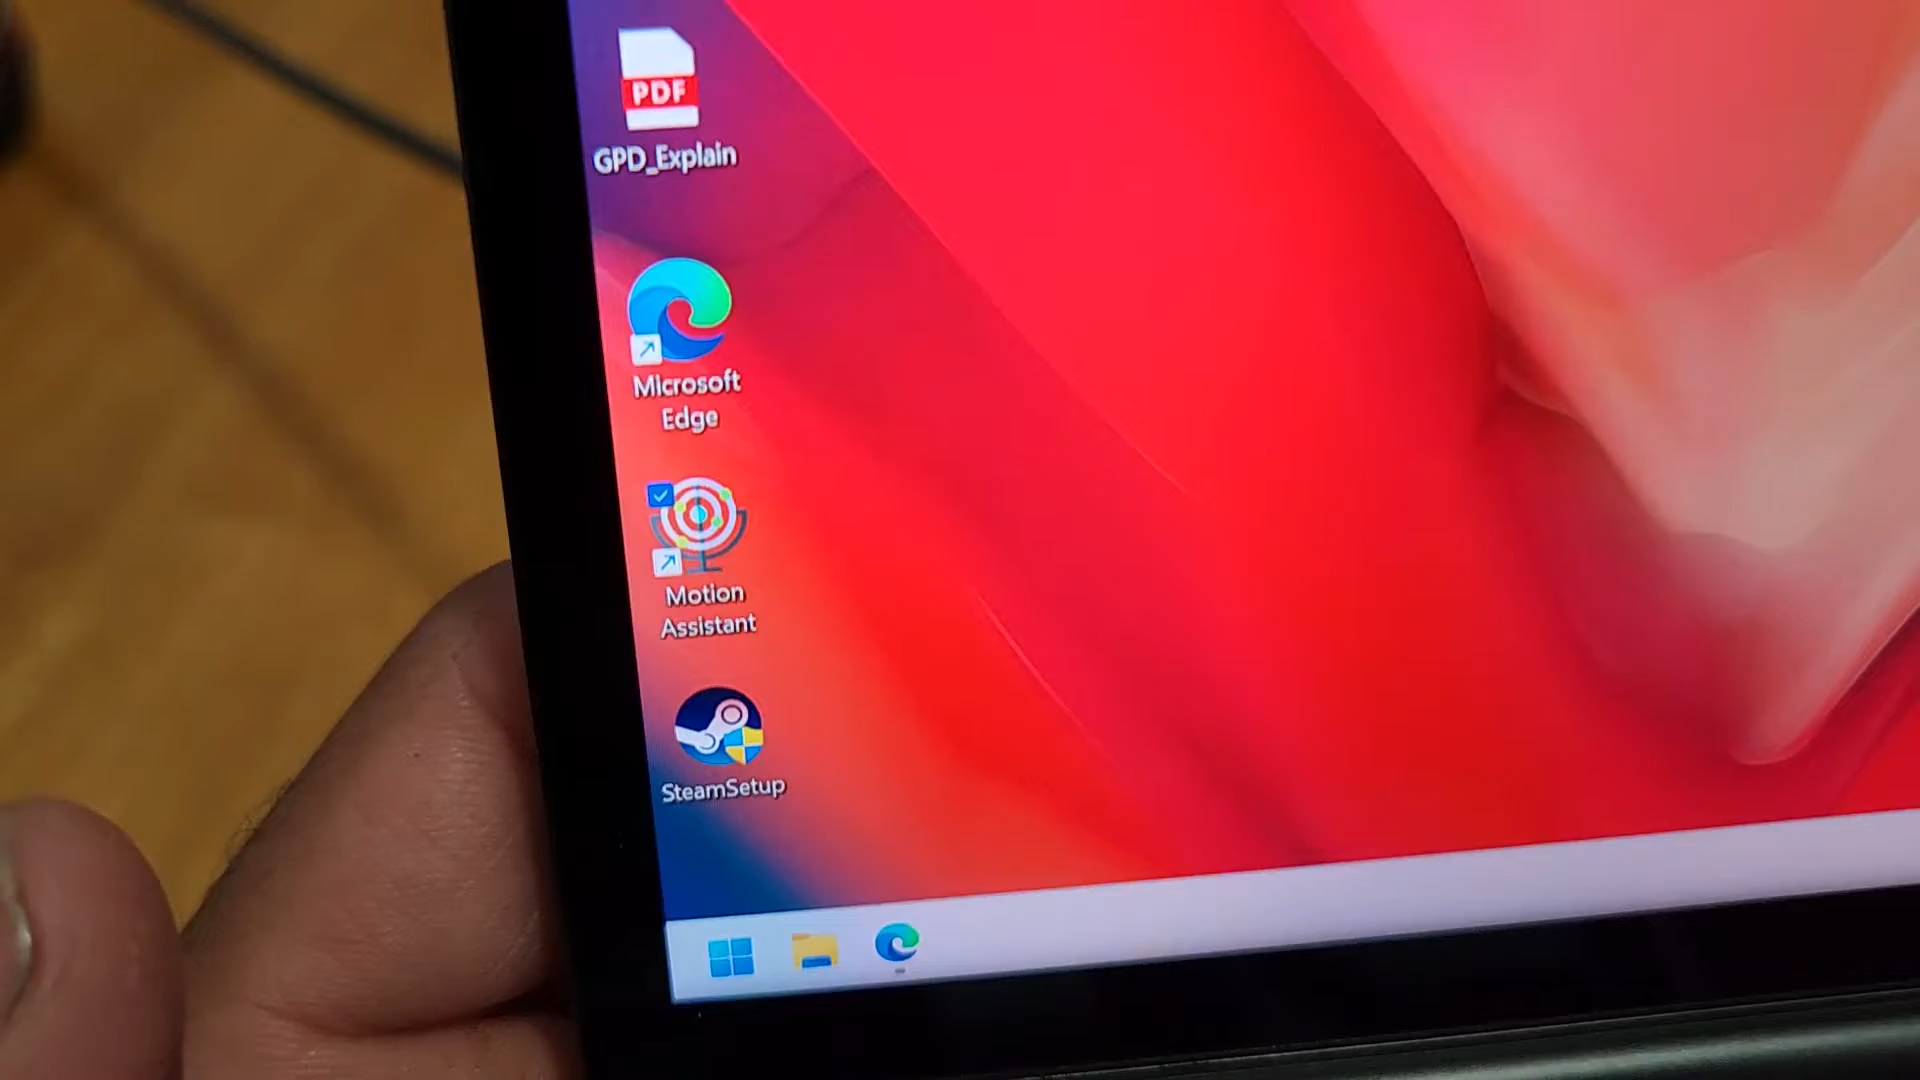 PDF
GPD_Explain
Microsoft
Edge
Motion
Assistant
SteamSetup